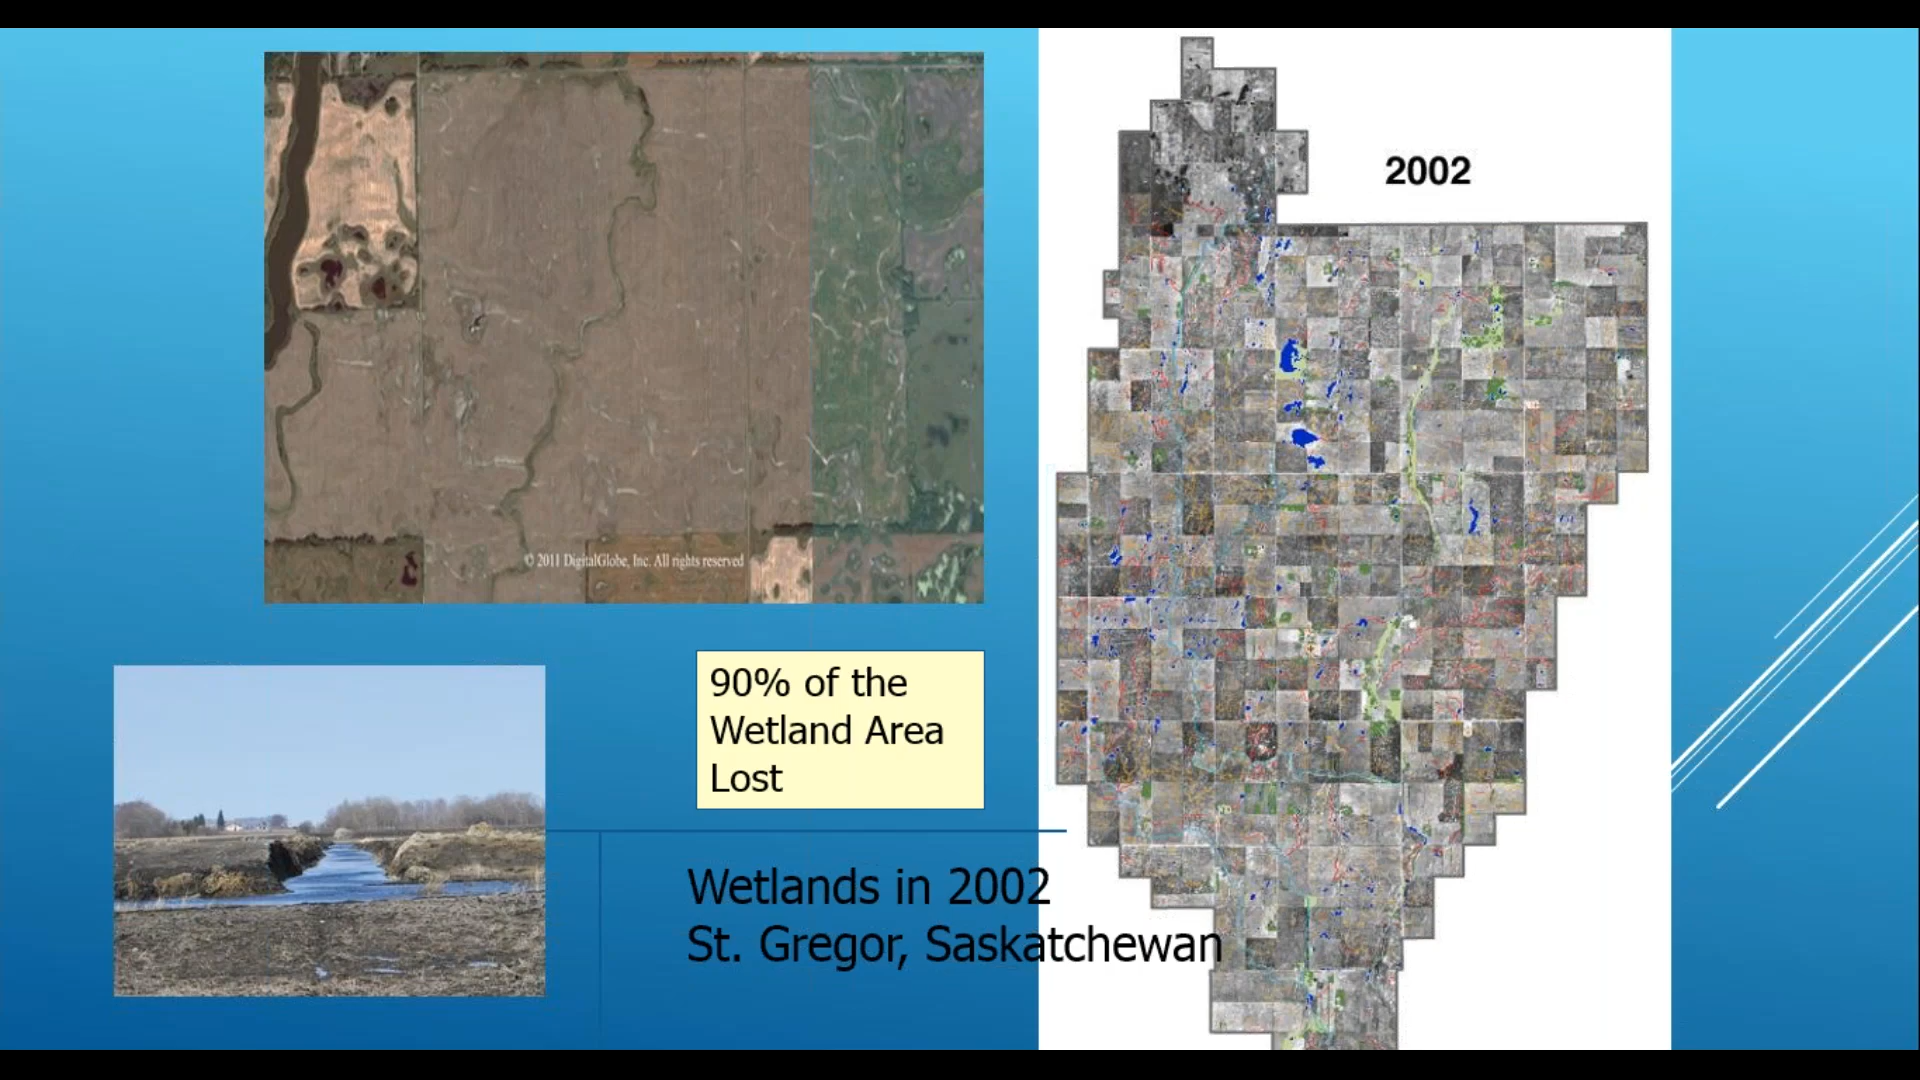 2002
© 2011 DigitalGlobe, Inc. All rights reserved
90% of the
Wetland Area
Lost
Wetlands in 2002
St. Gregor, Saskatchewan